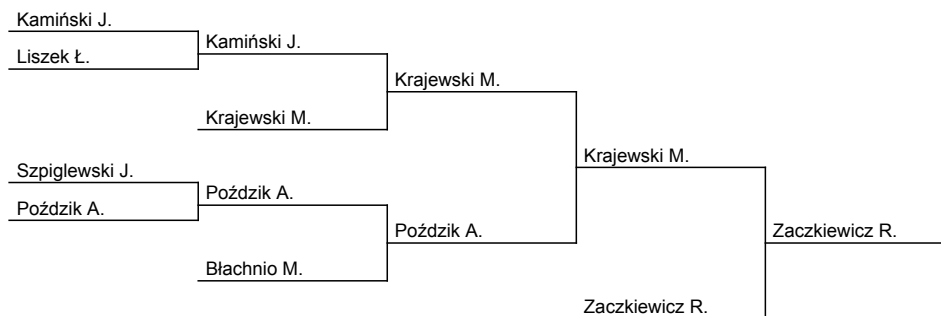 Kamiński J.
Kamiński J.
Liszek Ł.
Krajewski M.
Krajewski M.
Krajewski M.
Szpiglewski J.
Poździk A.
Poździk A.
Poździk A.
Zaczkiewicz R.
Błachnio M.
Zaczkiewicz R.